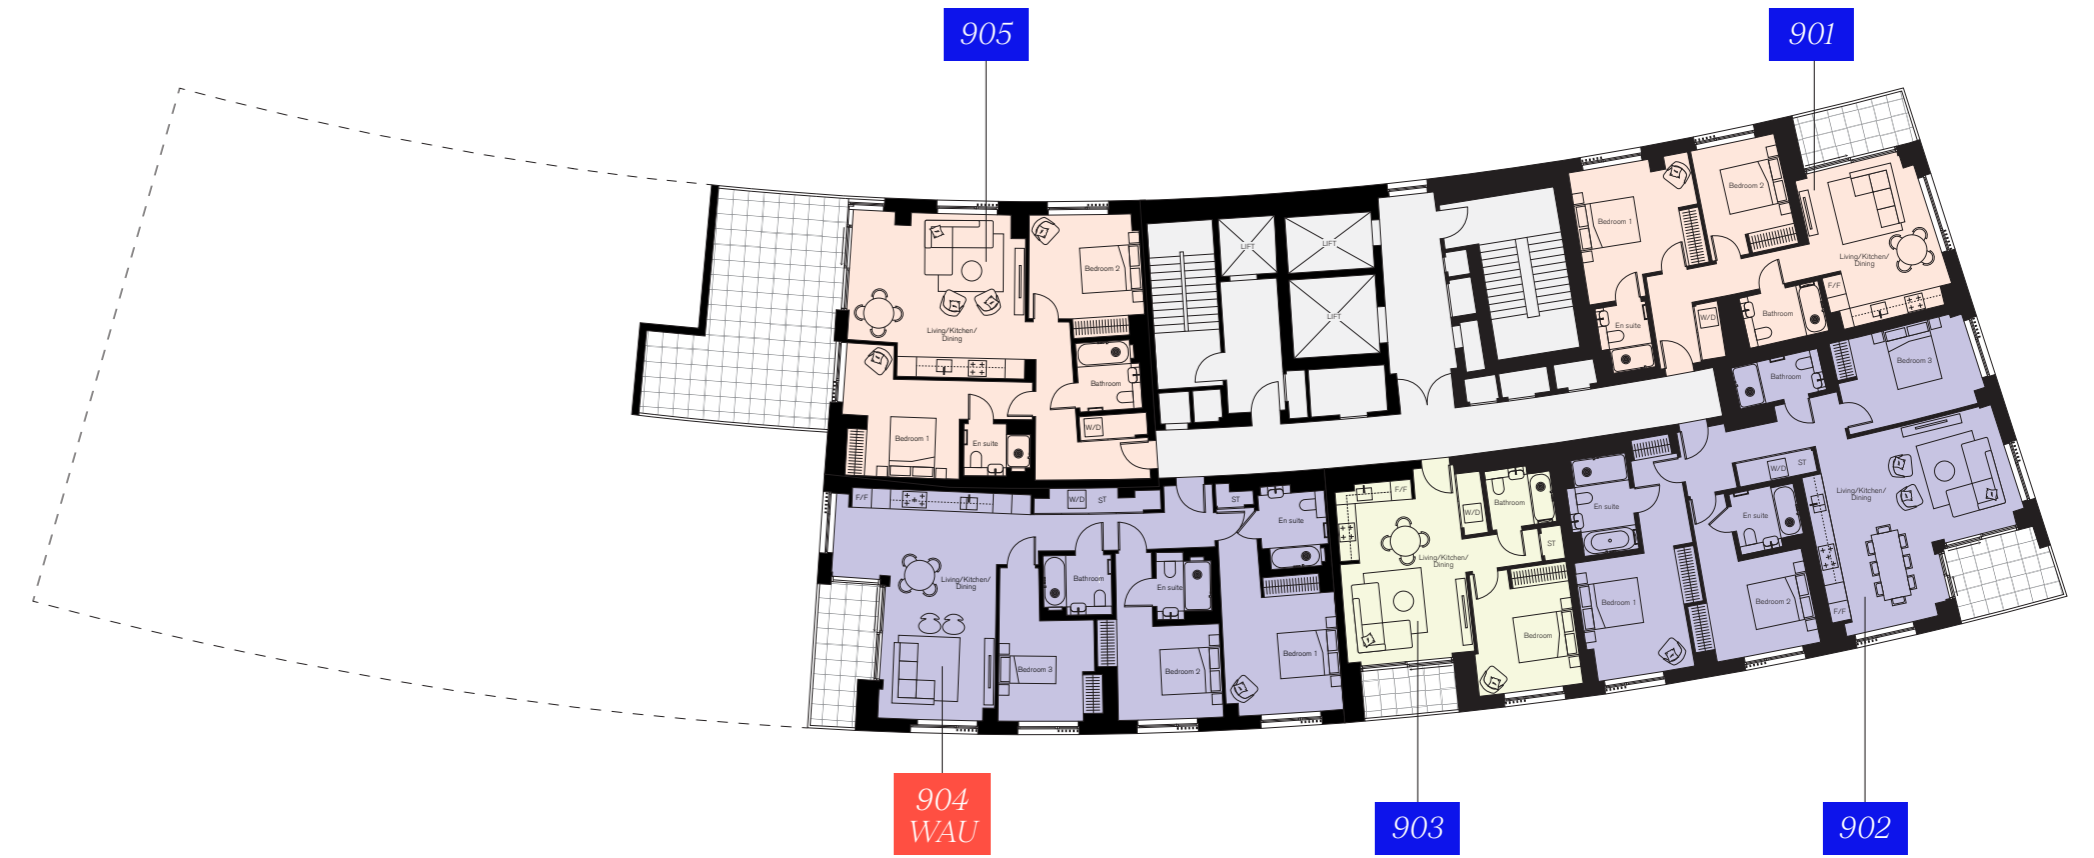 905
901
Living/Kitchen/
Dining
Bedroom 2
Bathroom
W/D
Bedroom 1
En suite
LIFT
LIFT
LIFT
Bedroom 1
Bedroom 2
Living/Kitchen/
Dining
F/F
En suite
W/D
Bathroom
Bathroom
Bedroom 3
W/D
ST
Living/Kitchen/
Dining
En suite
En suite
Bedroom 1
Bedroom 2
F/F
F/F
W/D
ST
ST
En suite
Living/Kitchen/
Dining
Bathroom
En suite
Bedroom 3
Bedroom 2
Bedroom 1
F/F
W/D
Bathroom
ST
Living/Kitchen/
Dining
Bedroom
904
WAU
903
902